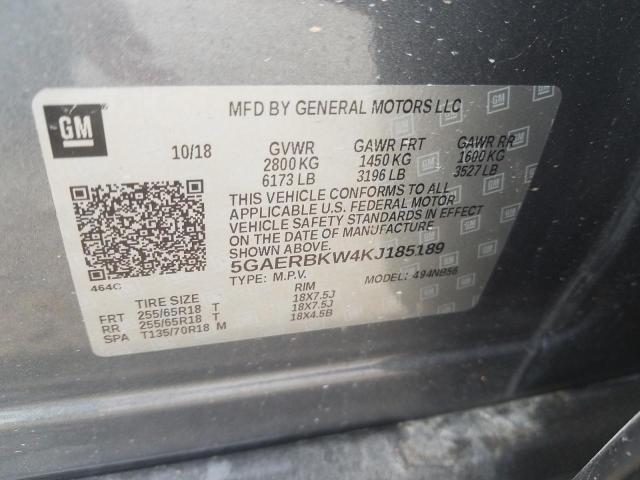 GM
MFD BY GENERAL MOTORS LLC
10/18 GVWR GAWR FRT GAWR RR
2800 KG 1450 KG 1600 KG
6173 LB 3196 LB 3527 LB
THIS VEHICLE CONFORMS TO ALL
APPLICABLE U.S. FEDERAL MOTOR
VEHICLE SAFETY STANDARDS IN EFFECT
ON THE DATE OF MANUFACTURE
SHOWN ABOVE.
5GAERBKW4KJ185189
464C TYPE: M.P.V. MODEL: 494NB56
TIRE SIZE RIM
FRT 255/65R18 T 18X7.5J
RR 255/65R18 T 18X7.5J
SPA T135/70R18 M 18X4.5B